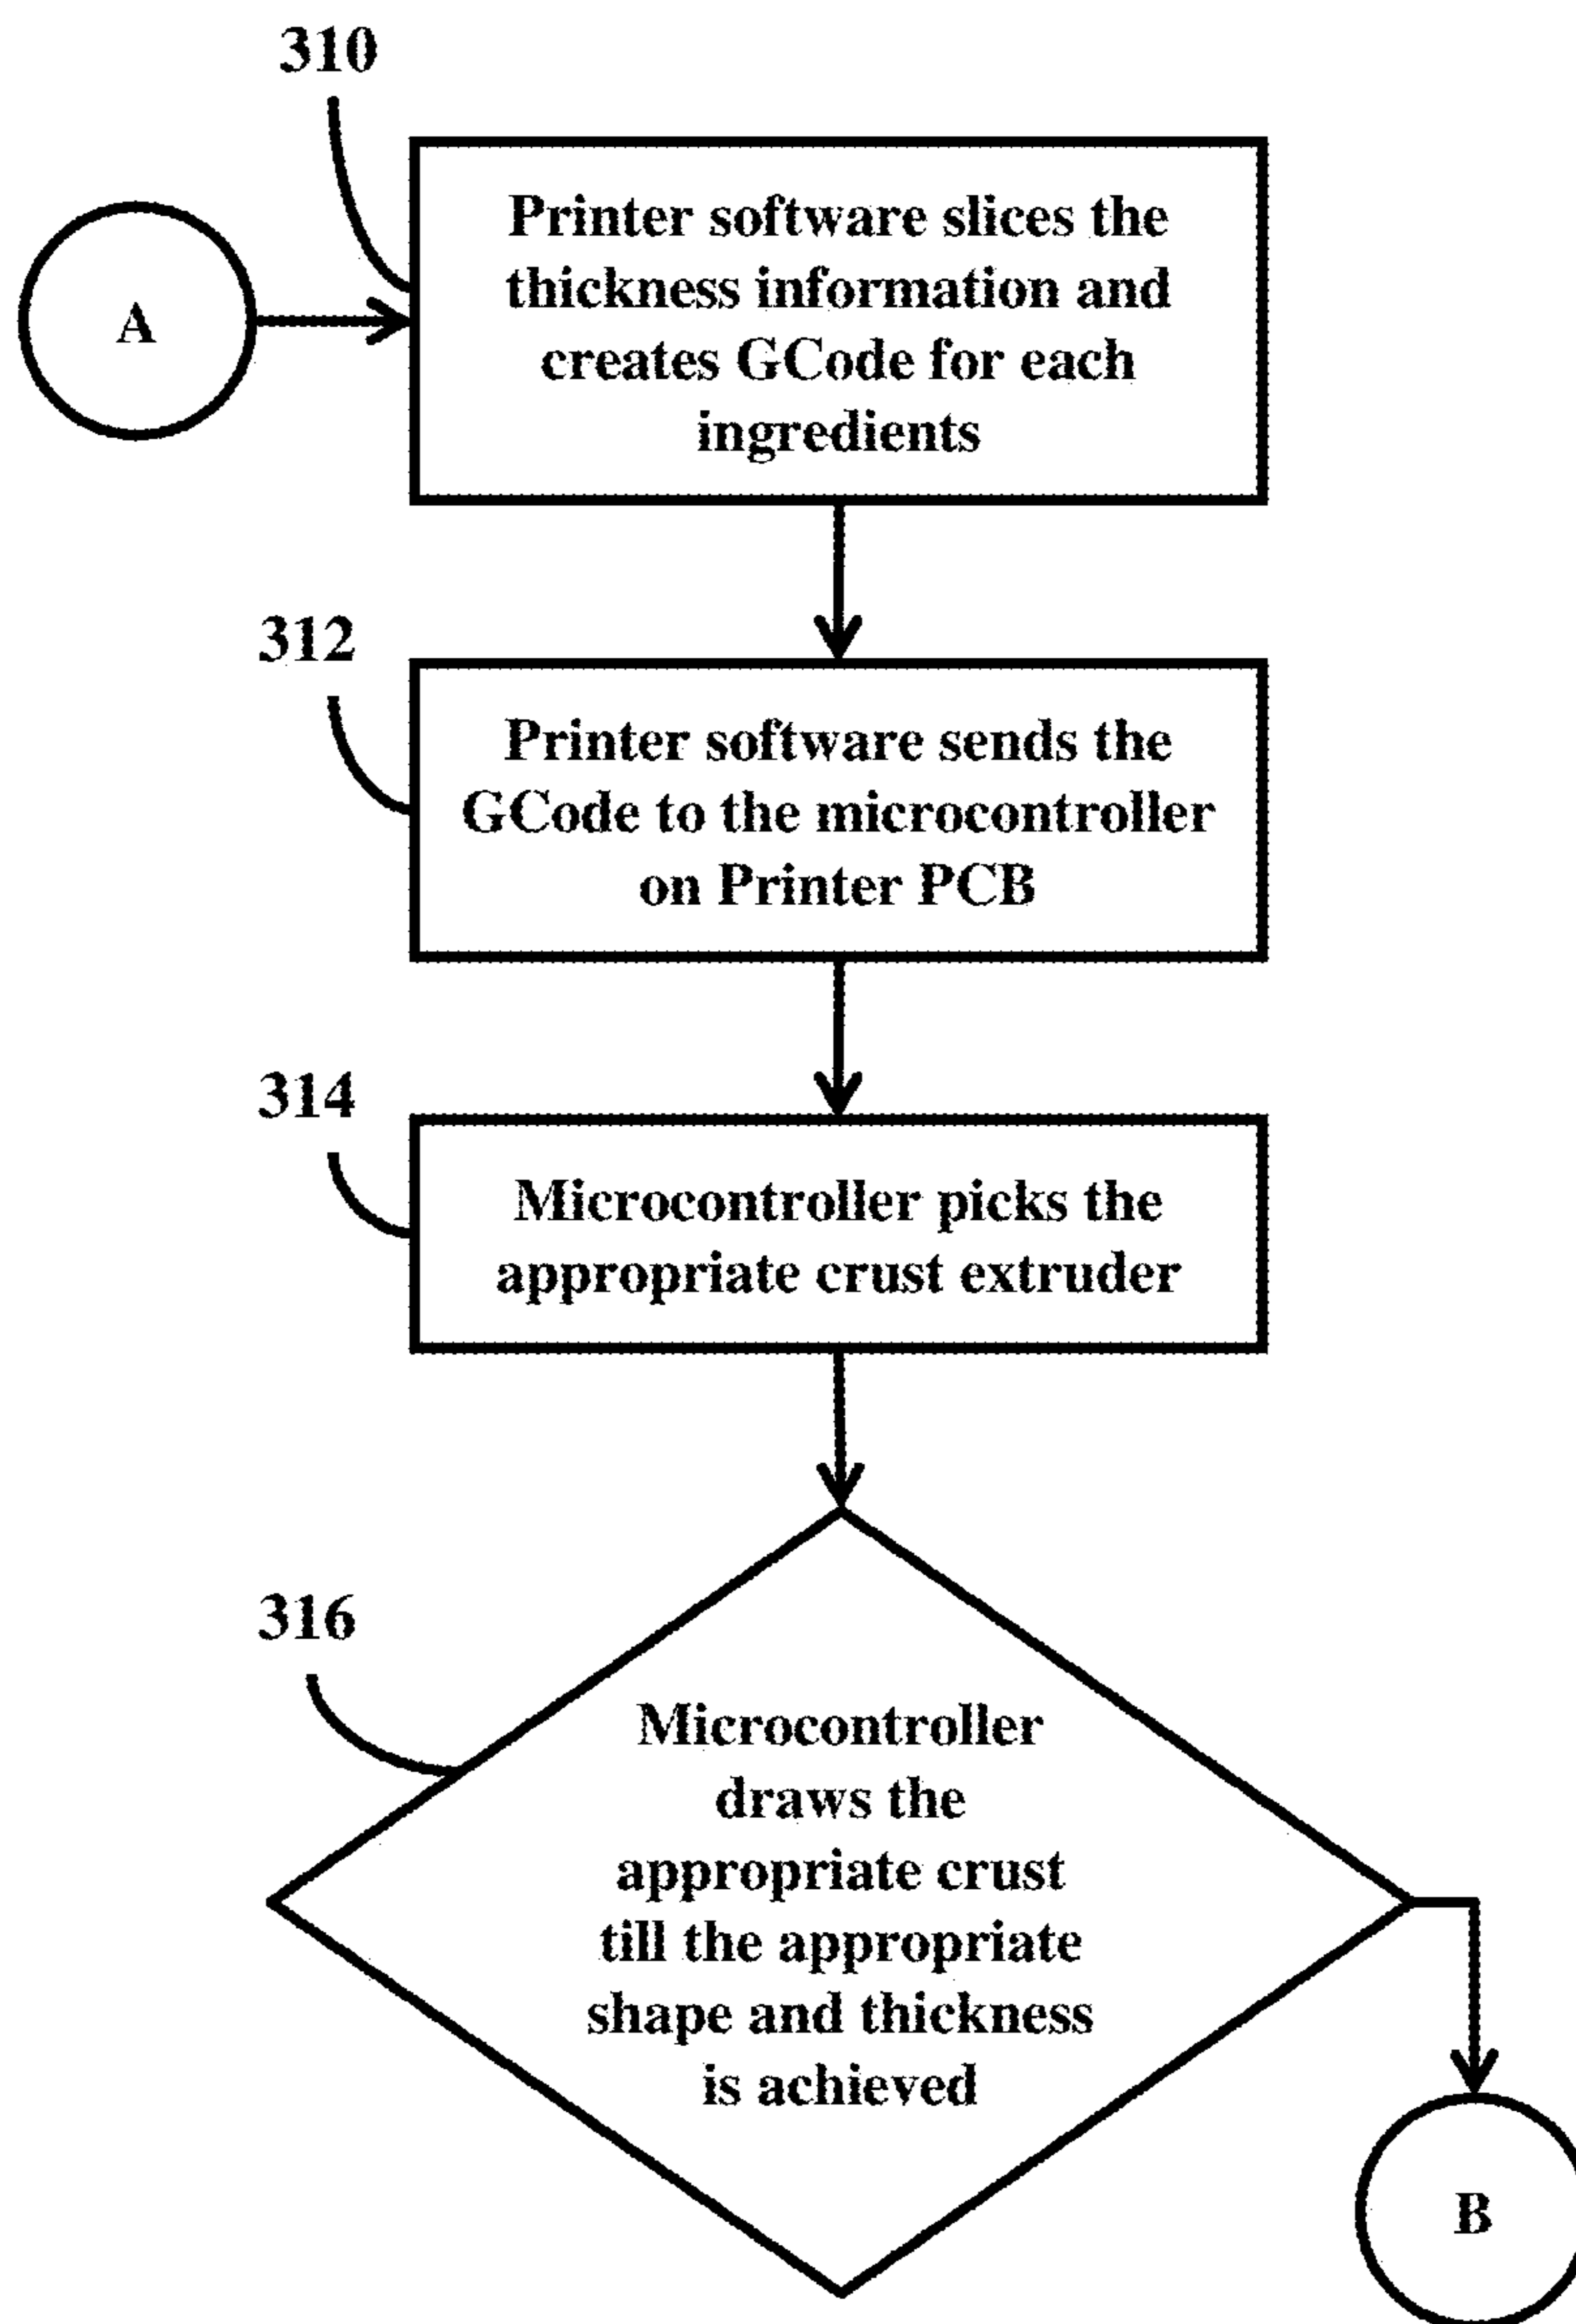 310
A
Printer software slices the
thickness information and
creates GCode for each
ingredients
312
Printer software sends the
GCode to the microcontroller
on Printer PCB
314
Microcontroller picks the
appropriate crust extruder
316
Microcontroller
draws the
appropriate crust
till the appropriate
shape and thickness
is achieved
B